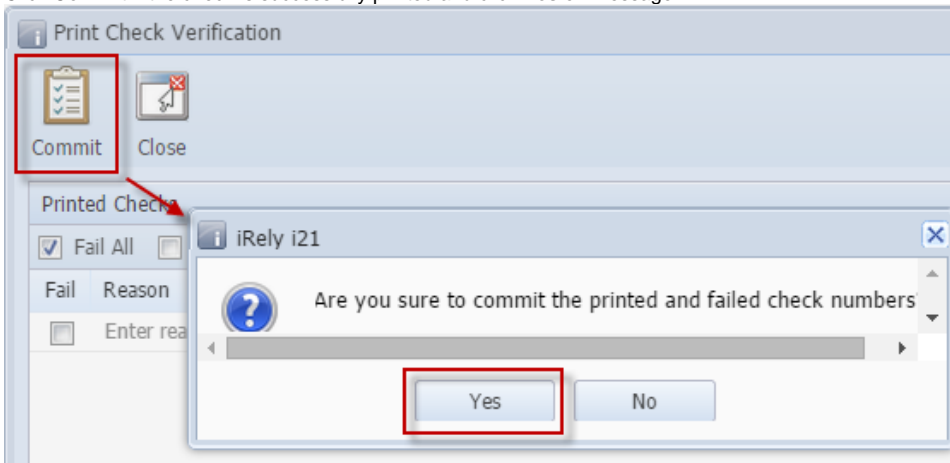 Print Check Verification
Commit Close
Printed Checks
Fail All
iRely i21
Fail Reason
Are you sure to commit the printed and failed check numbers
Enter rea
Yes No